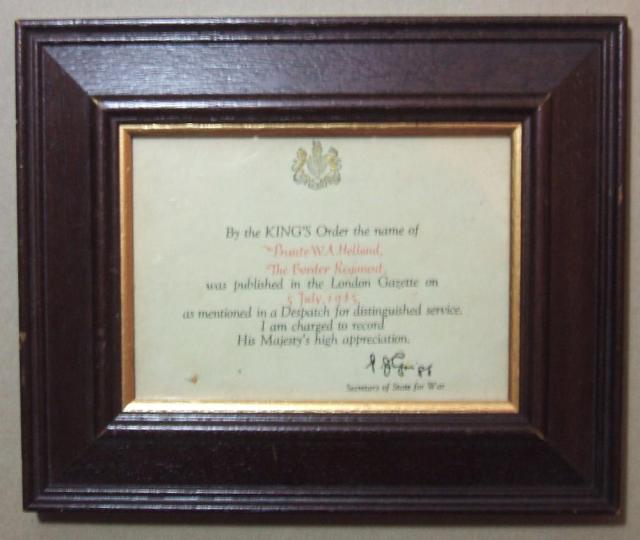 By the KING'S Order the name of
Private W.A. Holland,
The Border Regiment,
was published in the London Gazette on
5 July, 1945,
as mentioned in a Despatch for distinguished service.
I am charged to record
His Majesty's high appreciation.
Secretary of State for War